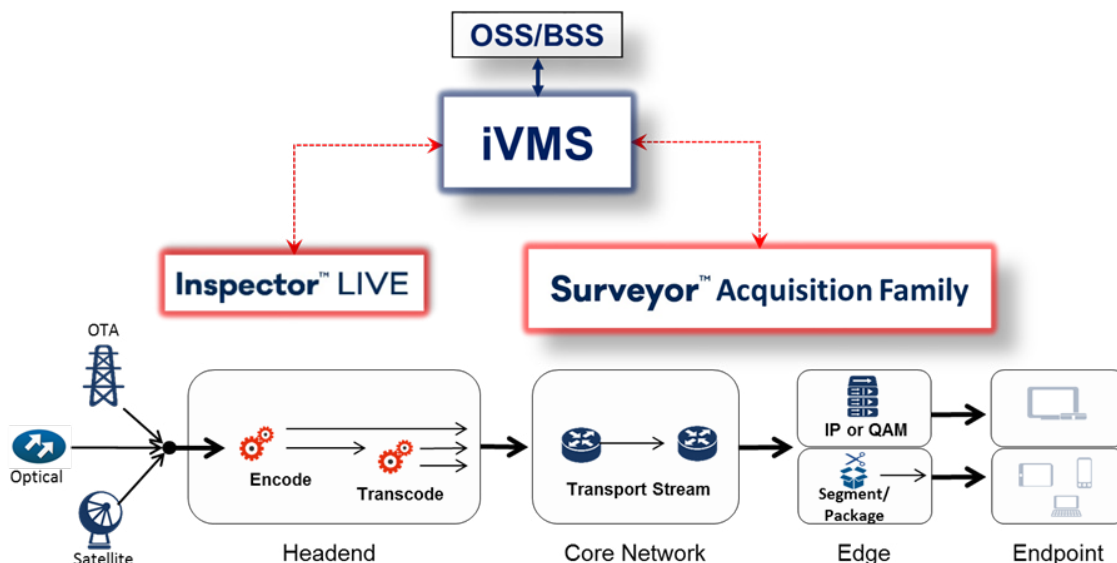 OSS/BSS
iVMS
Inspector™ LIVE
Surveyor™ Acquisition Family
OTA
Optical
Satellite
Encode
Transcode
Headend
Transport Stream
Core Network
IP or QAM
Segment/
Package
Edge
Endpoint